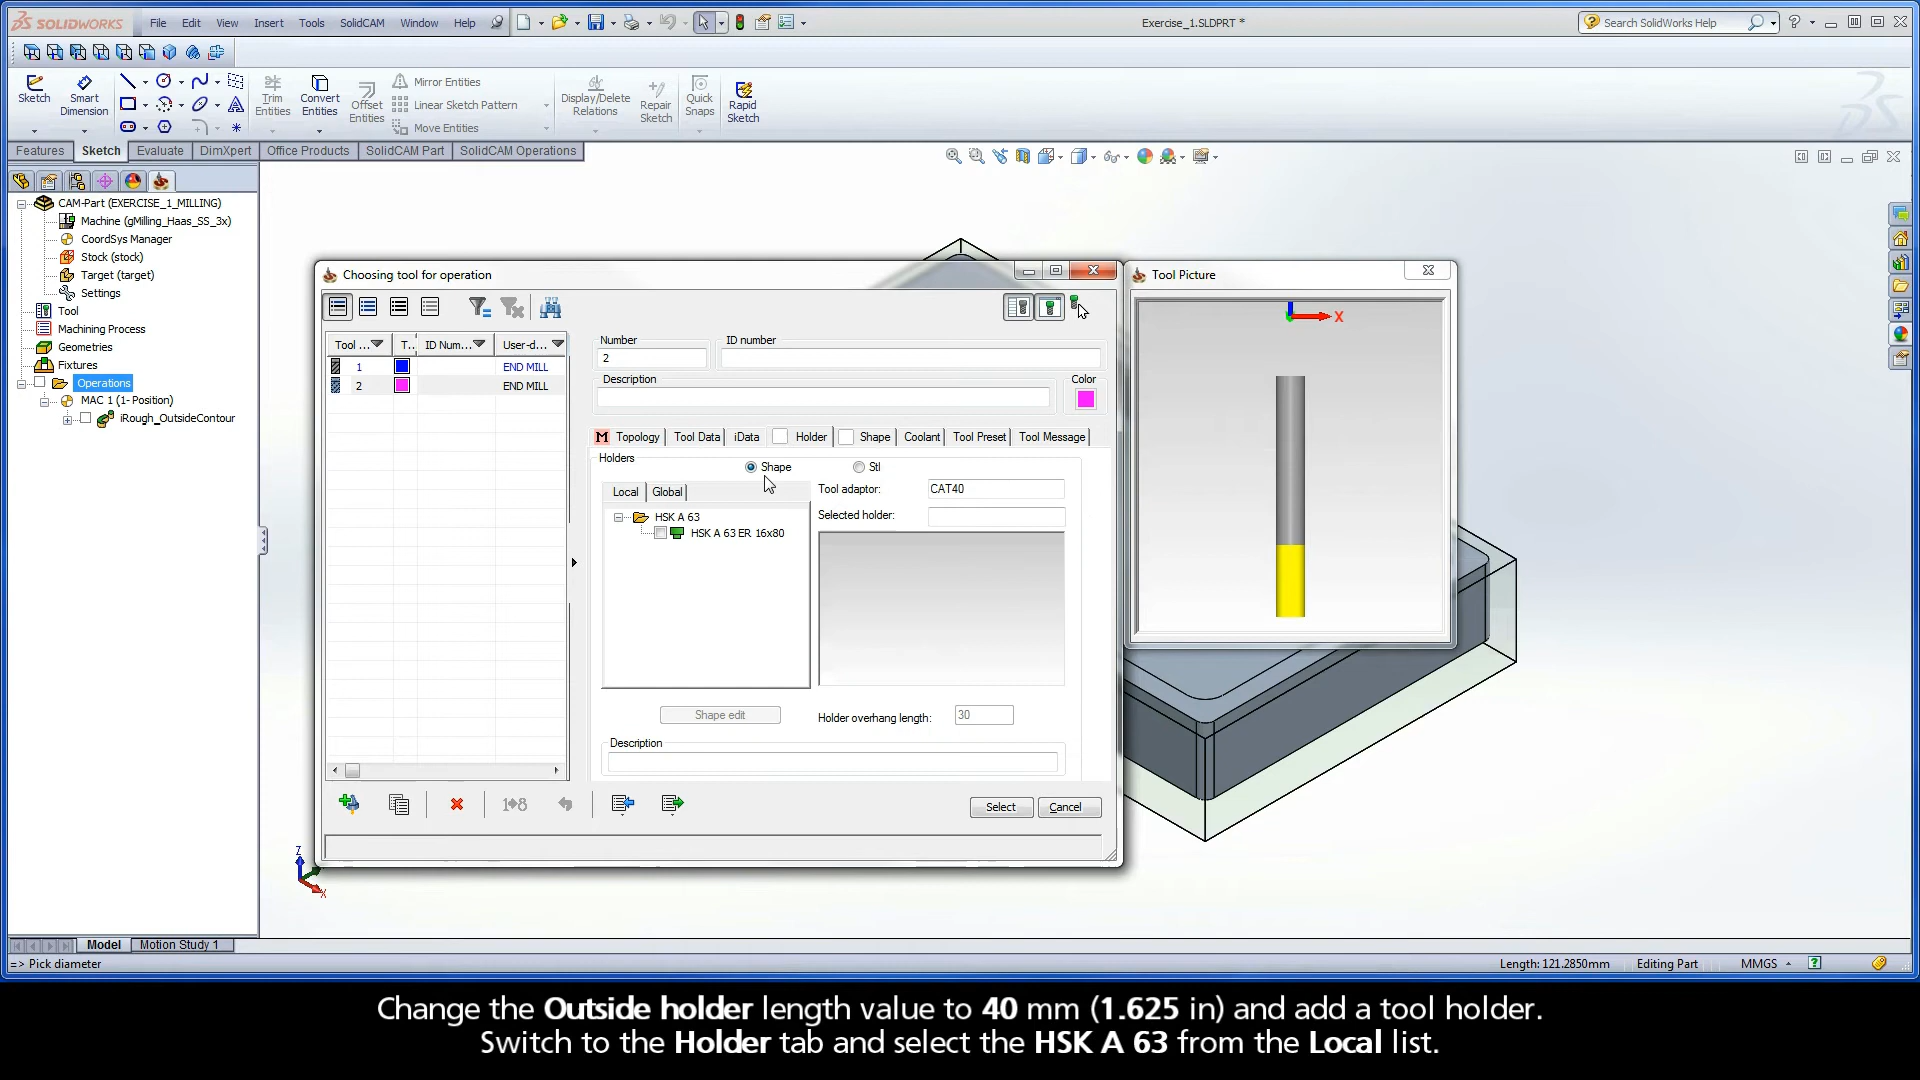 SOLIDWORKS File Edit View Insert Tools SolidCAM Window Help Exercise_1.SLDPRT * Search SolidWorks Help
Sketch Smart Dimension Trim Entities Convert Entities Offset Entities Mirror Entities Linear Sketch Pattern Move Entities Display/Delete Relations Repair Sketch Quick Snaps Rapid Sketch
Features Sketch Evaluate DimXpert Office Products SolidCAM Part SolidCAM Operations
CAM-Part (EXERCISE_1_MILLING)
Machine (gMilling_Haas_SS_3x)
CoordSys Manager
Stock (stock)
Target (target)
Settings
Tool
Machining Process
Geometries
Fixtures
Operations
MAC 1 (1- Position)
iRough_OutsideContour
Choosing tool for operation
Tool ... T.. ID Num... User-d...
1 END MILL
2 END MILL
Number ID number
2
Description Color
M Topology Tool Data iData Holder Shape Coolant Tool Preset Tool Message
Holders Shape Stl
Local Global
HSK A 63
HSK A 63 ER 16x80
Tool adaptor: CAT40
Selected holder:
Shape edit Holder overhang length: 30
Description
1→8
Select Cancel
Tool Picture
X
Z
X
Model Motion Study 1
=> Pick diameter Length: 121.2850mm Editing Part MMGS
Change the Outside holder length value to 40 mm (1.625 in) and add a tool holder.
Switch to the Holder tab and select the HSK A 63 from the Local list.